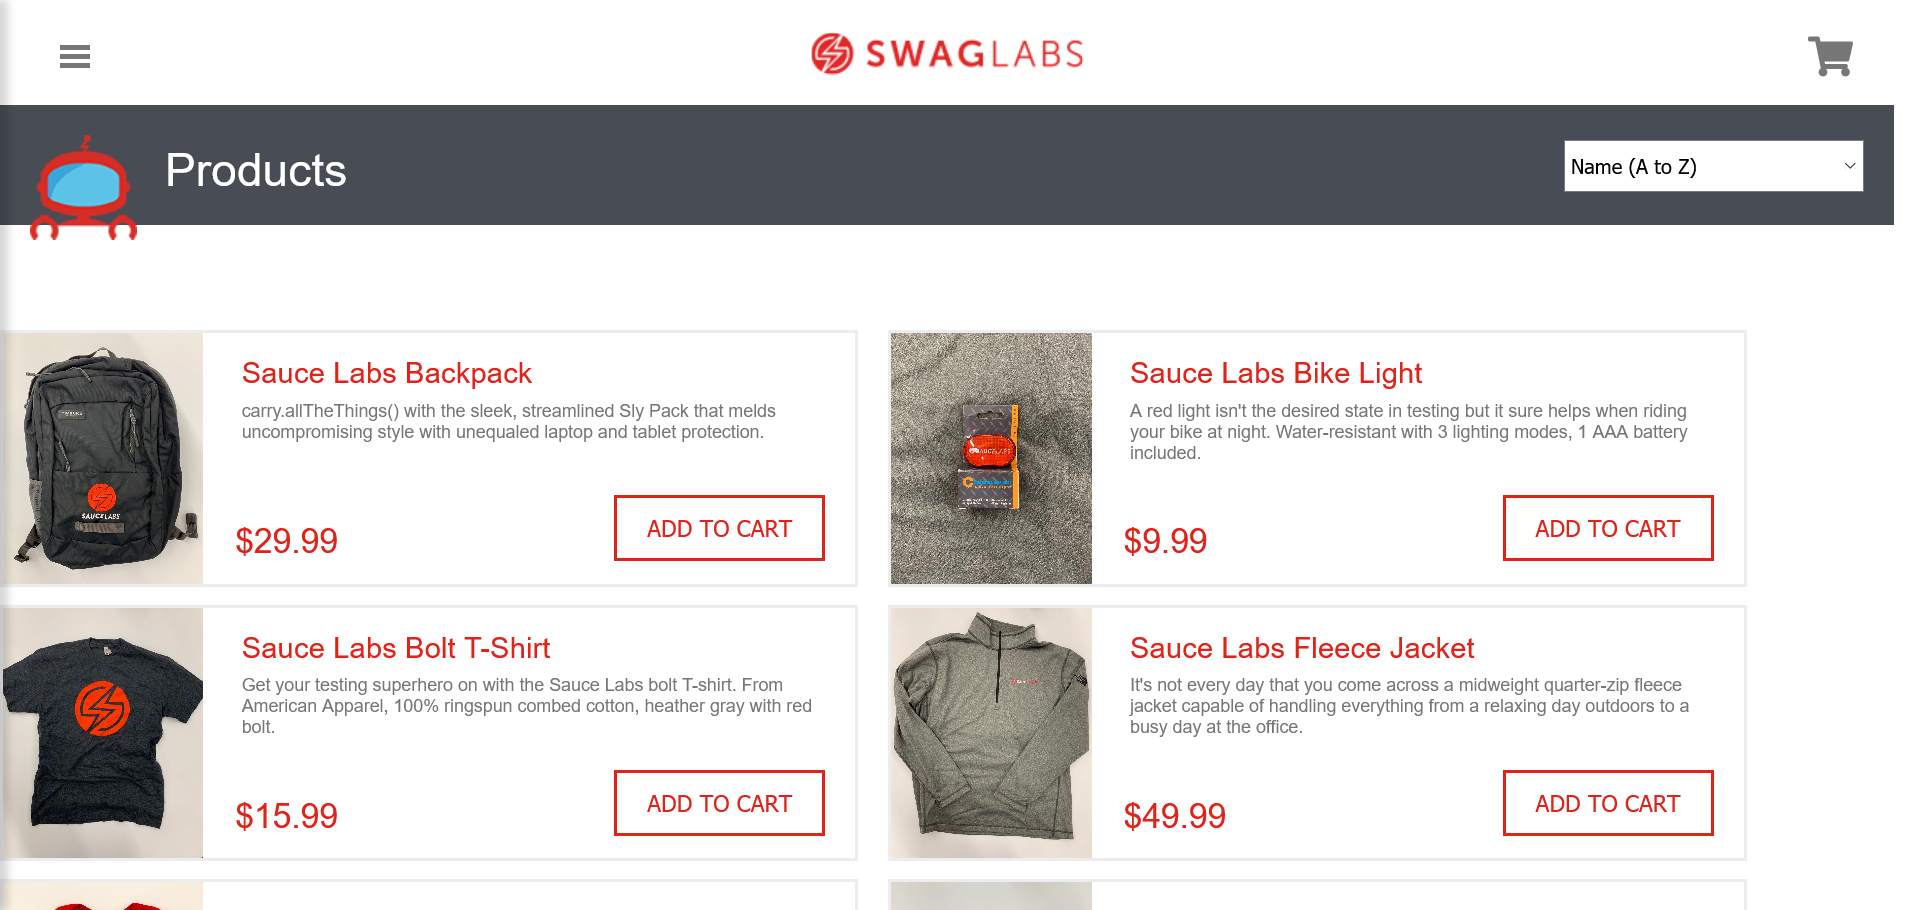 SWAGLABS
Products
Name (A to Z)
Sauce Labs Backpack
carry.allTheThings() with the sleek, streamlined Sly Pack that melds
uncompromising style with unequaled laptop and tablet protection.
$29.99
ADD TO CART
SAUCELABS
Sauce Labs Bike Light
A red light isn't the desired state in testing but it sure helps when riding
your bike at night. Water-resistant with 3 lighting modes, 1 AAA battery
included.
$9.99
ADD TO CART
SAUCELABS
Sauce Labs Bolt T-Shirt
Get your testing superhero on with the Sauce Labs bolt T-shirt. From
American Apparel, 100% ringspun combed cotton, heather gray with red
bolt.
$15.99
ADD TO CART
Sauce Labs Fleece Jacket
It's not every day that you come across a midweight quarter-zip fleece
jacket capable of handling everything from a relaxing day outdoors to a
busy day at the office.
$49.99
ADD TO CART